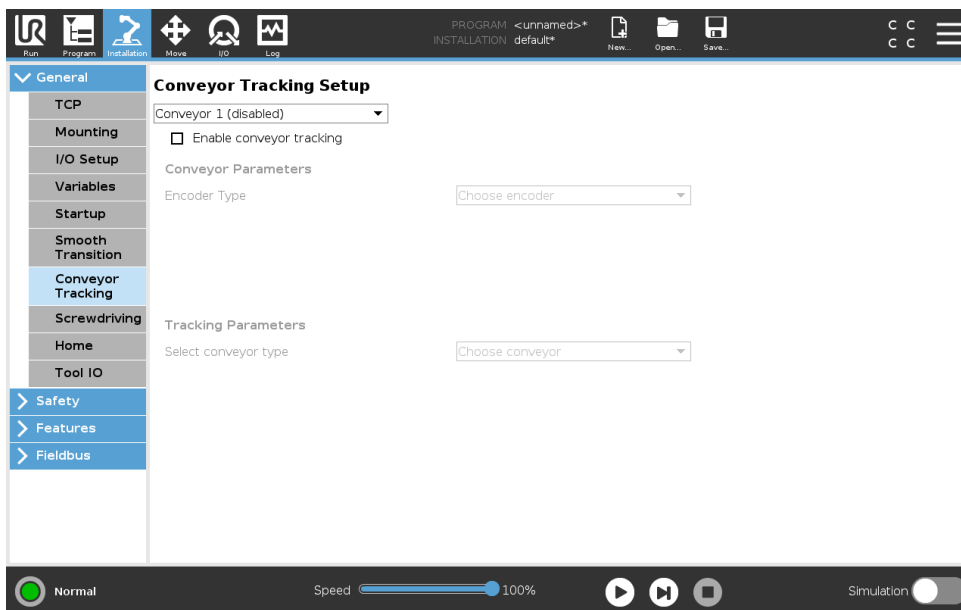 UR
Run
Program
Installation
Move
I/O
Log
PROGRAM <unnamed>*
INSTALLATION default*
New...
Open...
Save...
C C
C C
General
TCP
Mounting
I/O Setup
Variables
Startup
Smooth
Transition
Conveyor
Tracking
Screwdriving
Home
Tool IO
Safety
Features
Fieldbus
Conveyor Tracking Setup
Conveyor 1 (disabled)
Enable conveyor tracking
Conveyor Parameters
Encoder Type
Choose encoder
Tracking Parameters
Select conveyor type
Choose conveyor
Normal
Speed
100%
Simulation